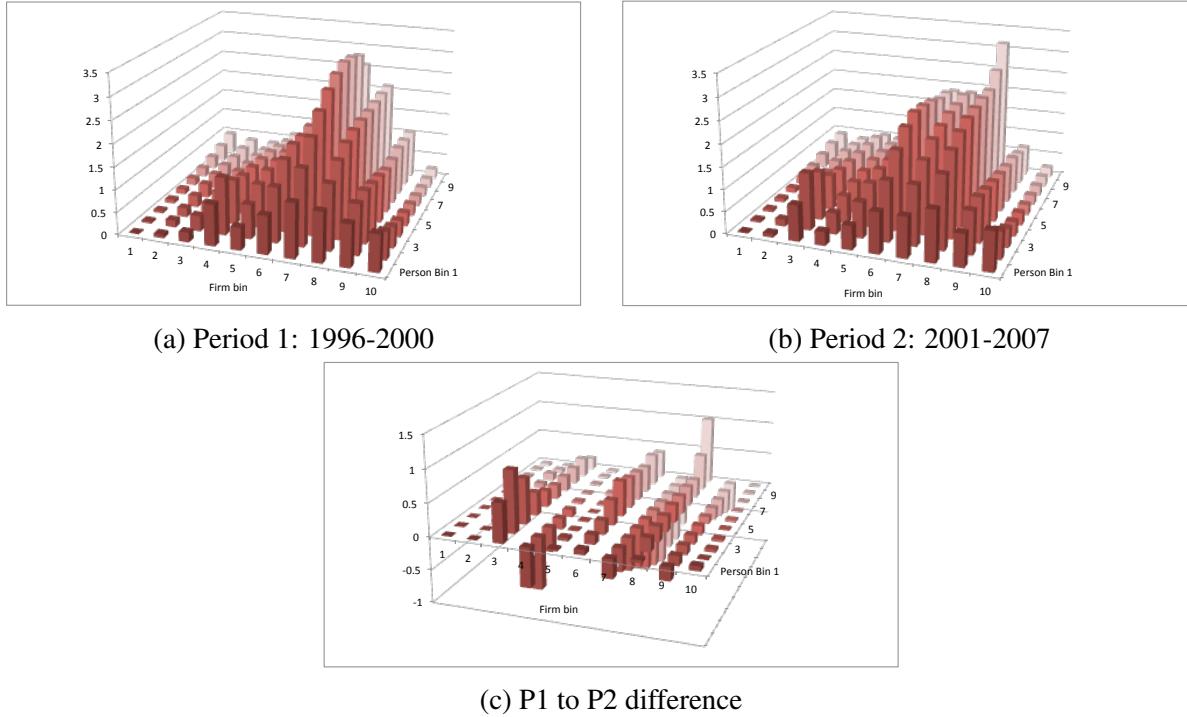 3.5
3
2.5
2
1.5
1
0.5
0
1 2 3 4 5 6 7 8 9 10
Firm bin
Person Bin 1
3
5
7
9
(a) Period 1: 1996-2000
3.5
3
2.5
2
1.5
1
0.5
0
1 2 3 4 5 6 7 8 9 10
Firm bin
Person Bin 1
3
5
7
9
(b) Period 2: 2001-2007
1.5
1
0.5
0
-0.5
-1
1 2 3 4 5 6 7 8 9 10
Firm bin
Person Bin 1
3
5
7
9
(c) P1 to P2 difference